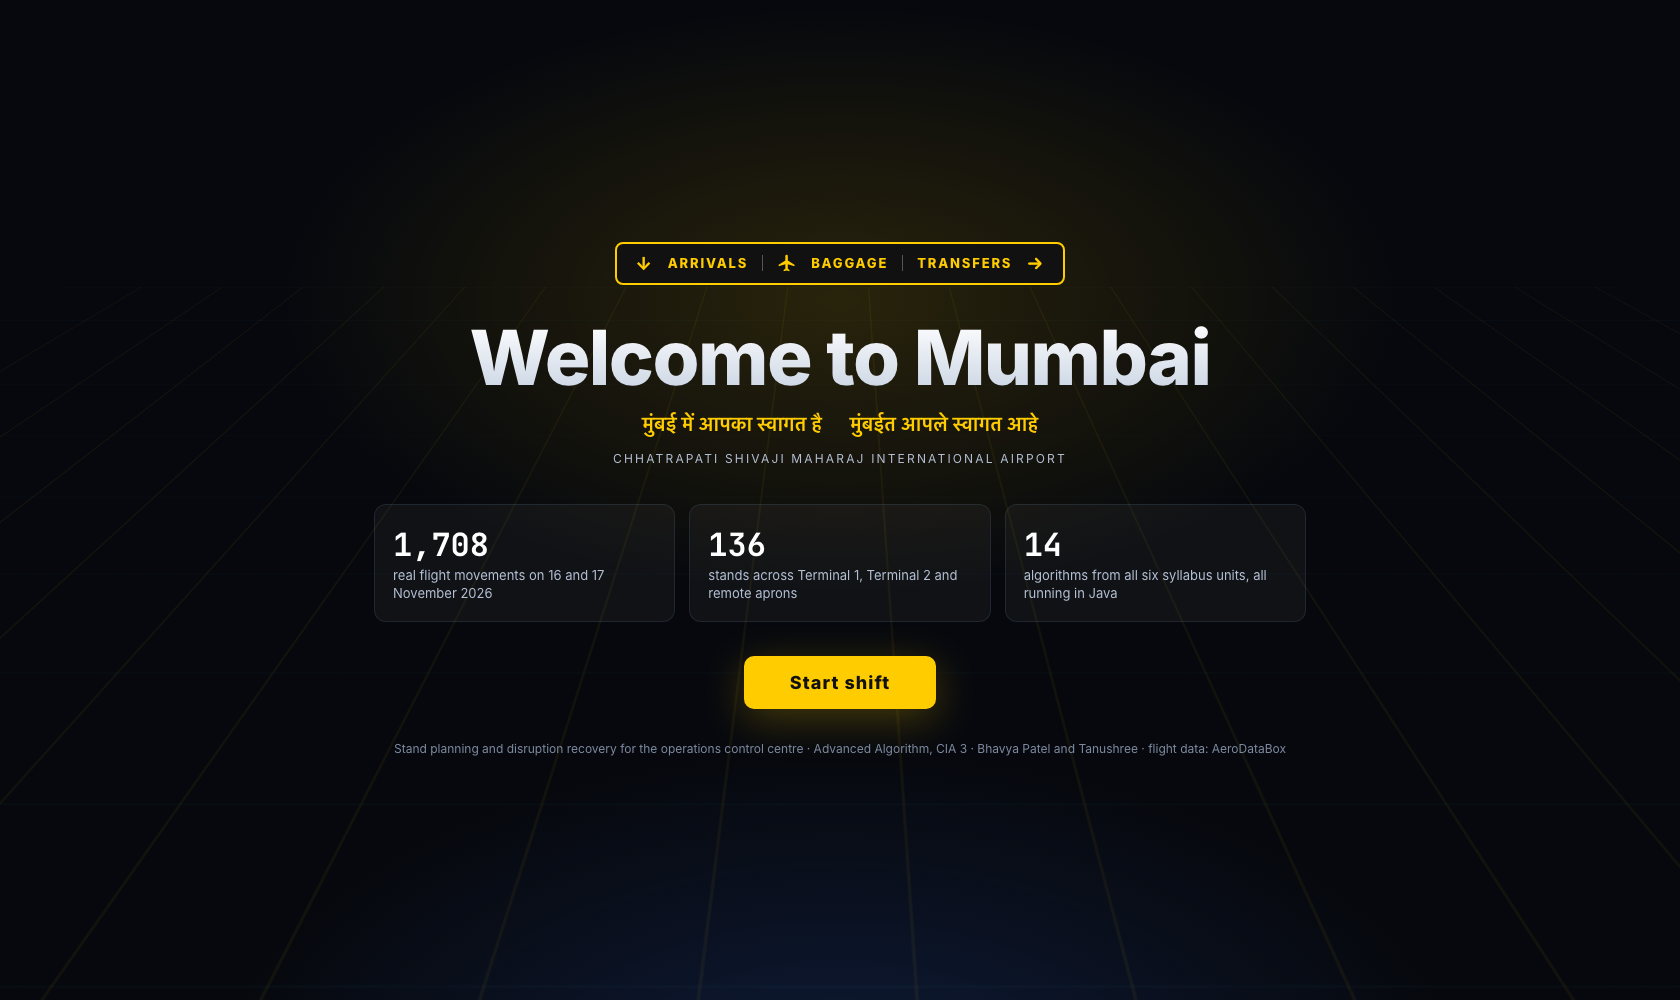 ARRIVALS BAGGAGE TRANSFERS
Welcome to Mumbai
मुंबई में आपका स्वागत है मुंबईत आपले स्वागत आहे
CHHATRAPATI SHIVAJI MAHARAJ INTERNATIONAL AIRPORT
1,708
real flight movements on 16 and 17
November 2026
136
stands across Terminal 1, Terminal 2 and
remote aprons
14
algorithms from all six syllabus units, all
running in Java
Start shift
Stand planning and disruption recovery for the operations control centre · Advanced Algorithm, CIA 3 · Bhavya Patel and Tanushree · flight data: AeroDataBox